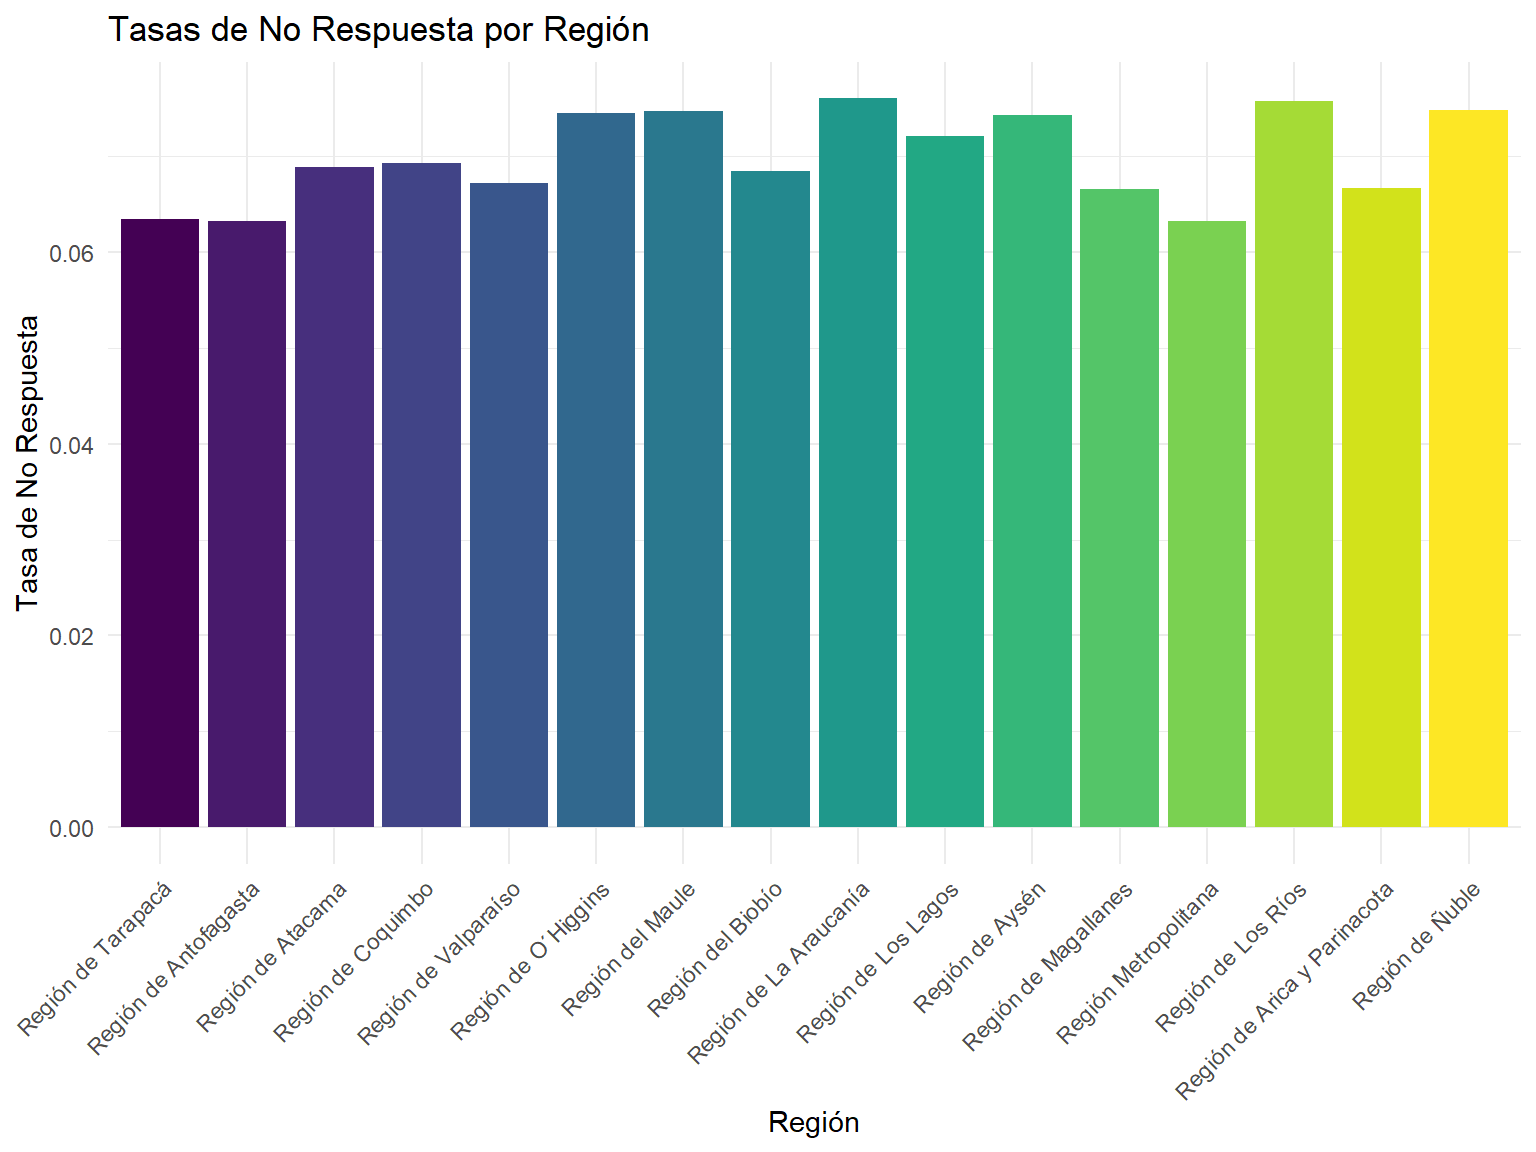 Tasas de No Respuesta por Región
Tasa de No Respuesta
0.06
0.04
0.02
0.00
Región de Tarapacá
Región de Antofagasta
Región de Atacama
Región de Coquimbo
Región de Valparaíso
Región de O´Higgins
Región del Maule
Región del Biobío
Región de La Araucanía
Región de Los Lagos
Región de Aysén
Región de Magallanes
Región Metropolitana
Región de Los Ríos
Región de Arica y Parinacota
Región de Ñuble
Región